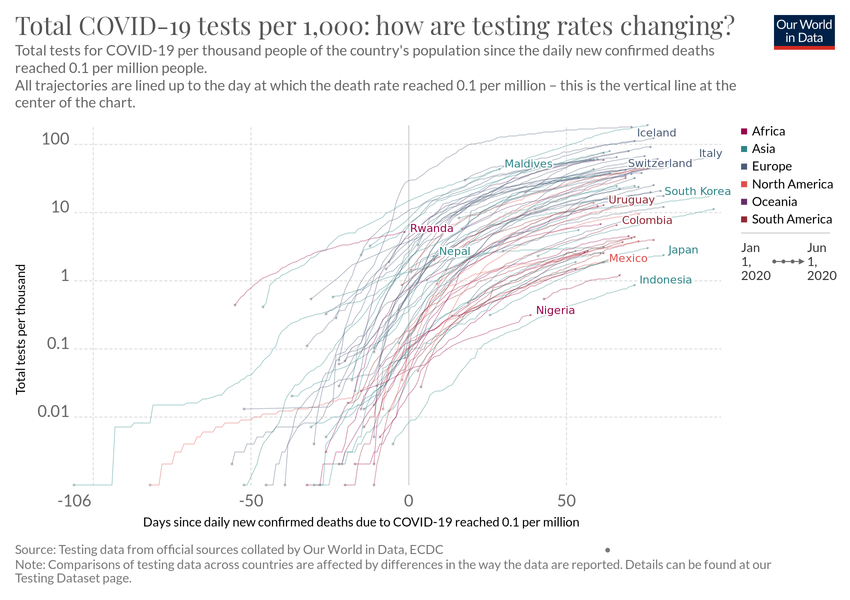 Total COVID-19 tests per 1,000: how are testing rates changing?
Our World
in Data
Total tests for COVID-19 per thousand people of the country's population since the daily new confirmed deaths
reached 0.1 per million people.
All trajectories are lined up to the day at which the death rate reached 0.1 per million – this is the vertical line at the
center of the chart.
Total tests per thousand
100
10
1
0.1
0.01
Iceland
Italy
Maldives
Switzerland
South Korea
Uruguay
Colombia
Rwanda
Nepal
Japan
Mexico
Indonesia
Nigeria
Africa
Asia
Europe
North America
Oceania
South America
Jan
1,
2020
Jun
1,
2020
-106
-50
0
50
Days since daily new confirmed deaths due to COVID-19 reached 0.1 per million
Source: Testing data from official sources collated by Our World in Data, ECDC
Note: Comparisons of testing data across countries are affected by differences in the way the data are reported. Details can be found at our
Testing Dataset page.